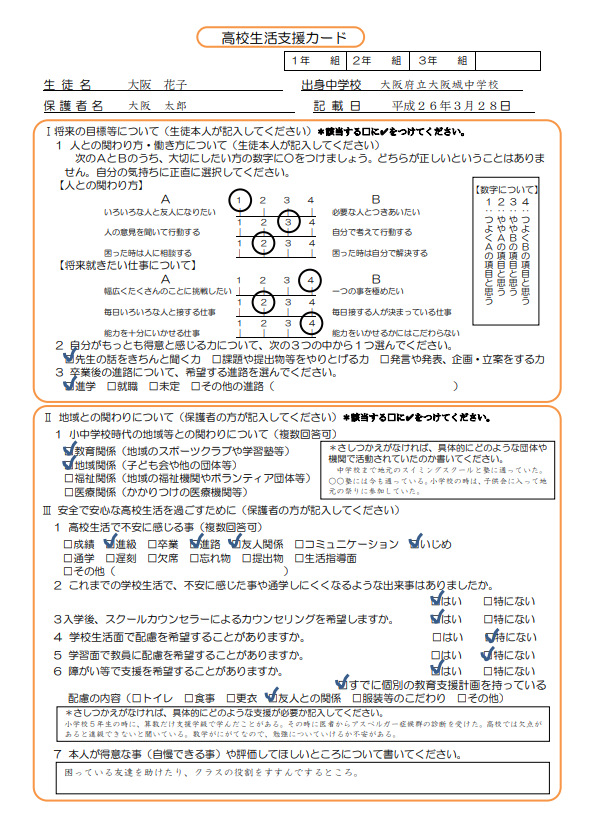 高校生活支援カード
1年　組　2年　組　3年　組
生徒名　大阪　花子　出身中学校　大阪府立大阪城中学校
保護者名　大阪　太郎　記載日　平成26年3月28日
Ⅰ将来の目標等について（生徒本人が記入してください）＊該当する□に✔をつけてください。
1　人との関わり方・働き方について（生徒本人が記入してください）
次のAとBのうち、大切にしたい方の数字に○をつけましょう。どちらが正しいということはありま
せん。自分の気持ちに正直に選択してください。
【人との関わり方】
A　1　2　3　4　B
いろいろな人と友人になりたい　必要な人とつきあいたい
1　2　3　4
人の意見を聞いて行動する　自分で考えて行動する
1　2　3　4
困った時は人に相談する　困った時は自分で解決する
【将来就きたい仕事について】
A　1　2　3　4　B
幅広くたくさんのことに挑戦したい　一つの事を極めたい
1　2　3　4
毎日いろいろな人と接する仕事　毎日接する人が決まっている仕事
1　2　3　4
能力を十分にいかせる仕事　能力をいかせるかにはこだわらない
【数字について】
1：つよくAの項目と思う
2：ややAの項目と思う
3：ややBの項目と思う
4：つよくBの項目と思う
2　自分がもっとも得意と感じる力について、次の3つの中から1つ選んでください。
☑先生の話をきちんと聞く力　□課題や提出物等をやりとげる力　□発言や発表、企画・立案をする力
3　卒業後の進路について、希望する進路を選んでください。
☑進学　□就職　□未定　□その他の進路（　）
Ⅱ　地域との関わりについて（保護者の方が記入してください）＊該当する□に✔をつけてください。
1　小中学校時代の地域等との関わりについて（複数回答可）
☑教育関係（地域のスポーツクラブや学習塾等）
☑地域関係（子ども会や他の団体等）
□福祉関係（地域の福祉機関やボランティア団体等）
□医療関係（かかりつけの医療機関等）
＊さしつかえがなければ、具体的にどのような団体や
機関で活動されていたのか書いてください。
中学校まで地元のスイミングスクールと塾に通っていた。
○○塾には今も通っている。小学校の時は、子供会に入って地
元の祭りに参加していた。
Ⅲ　安全で安心な高校生活を過ごすために（保護者の方が記入してください）
1　高校生活で不安に感じる事（複数回答可）
□成績　☑進級　□卒業　☑進路　☑友人関係　□コミュニケーション　☑いじめ
□通学　□遅刻　□欠席　□忘れ物　□提出物　□生活指導面
□その他（　）
2　これまでの学校生活で、不安に感じた事や通学しにくくなるような出来事はありましたか。
☑はい　□特にない
3入学後、スクールカウンセラーによるカウンセリングを希望しますか。　☑はい　□特にない
4　学校生活面で配慮を希望することがありますか。　□はい　☑特にない
5　学習面で教員に配慮を希望することがありますか。　□はい　☑特にない
6　障がい等で支援を希望することがありますか。　☑はい　□特にない
☑すでに個別の教育支援計画を持っている
配慮の内容（□トイレ　□食事　□更衣　☑友人との関係　□服装等のこだわり　□その他）
＊さしつかえがなければ、具体的にどのような支援が必要か記入してください。
小学校5年生の時に、算数だけ支援学級で学んだことがある。その時に医者からアスペルガー症候群の診断を受けた。高校では欠点が
あると進級できないと聞いている。数学がにがてなので、勉強についていけるか不安がある。
7　本人が得意な事（自慢できる事）や評価してほしいところについて書いてください。
困っている友達を助けたり、クラスの役割をすすんでするところ。